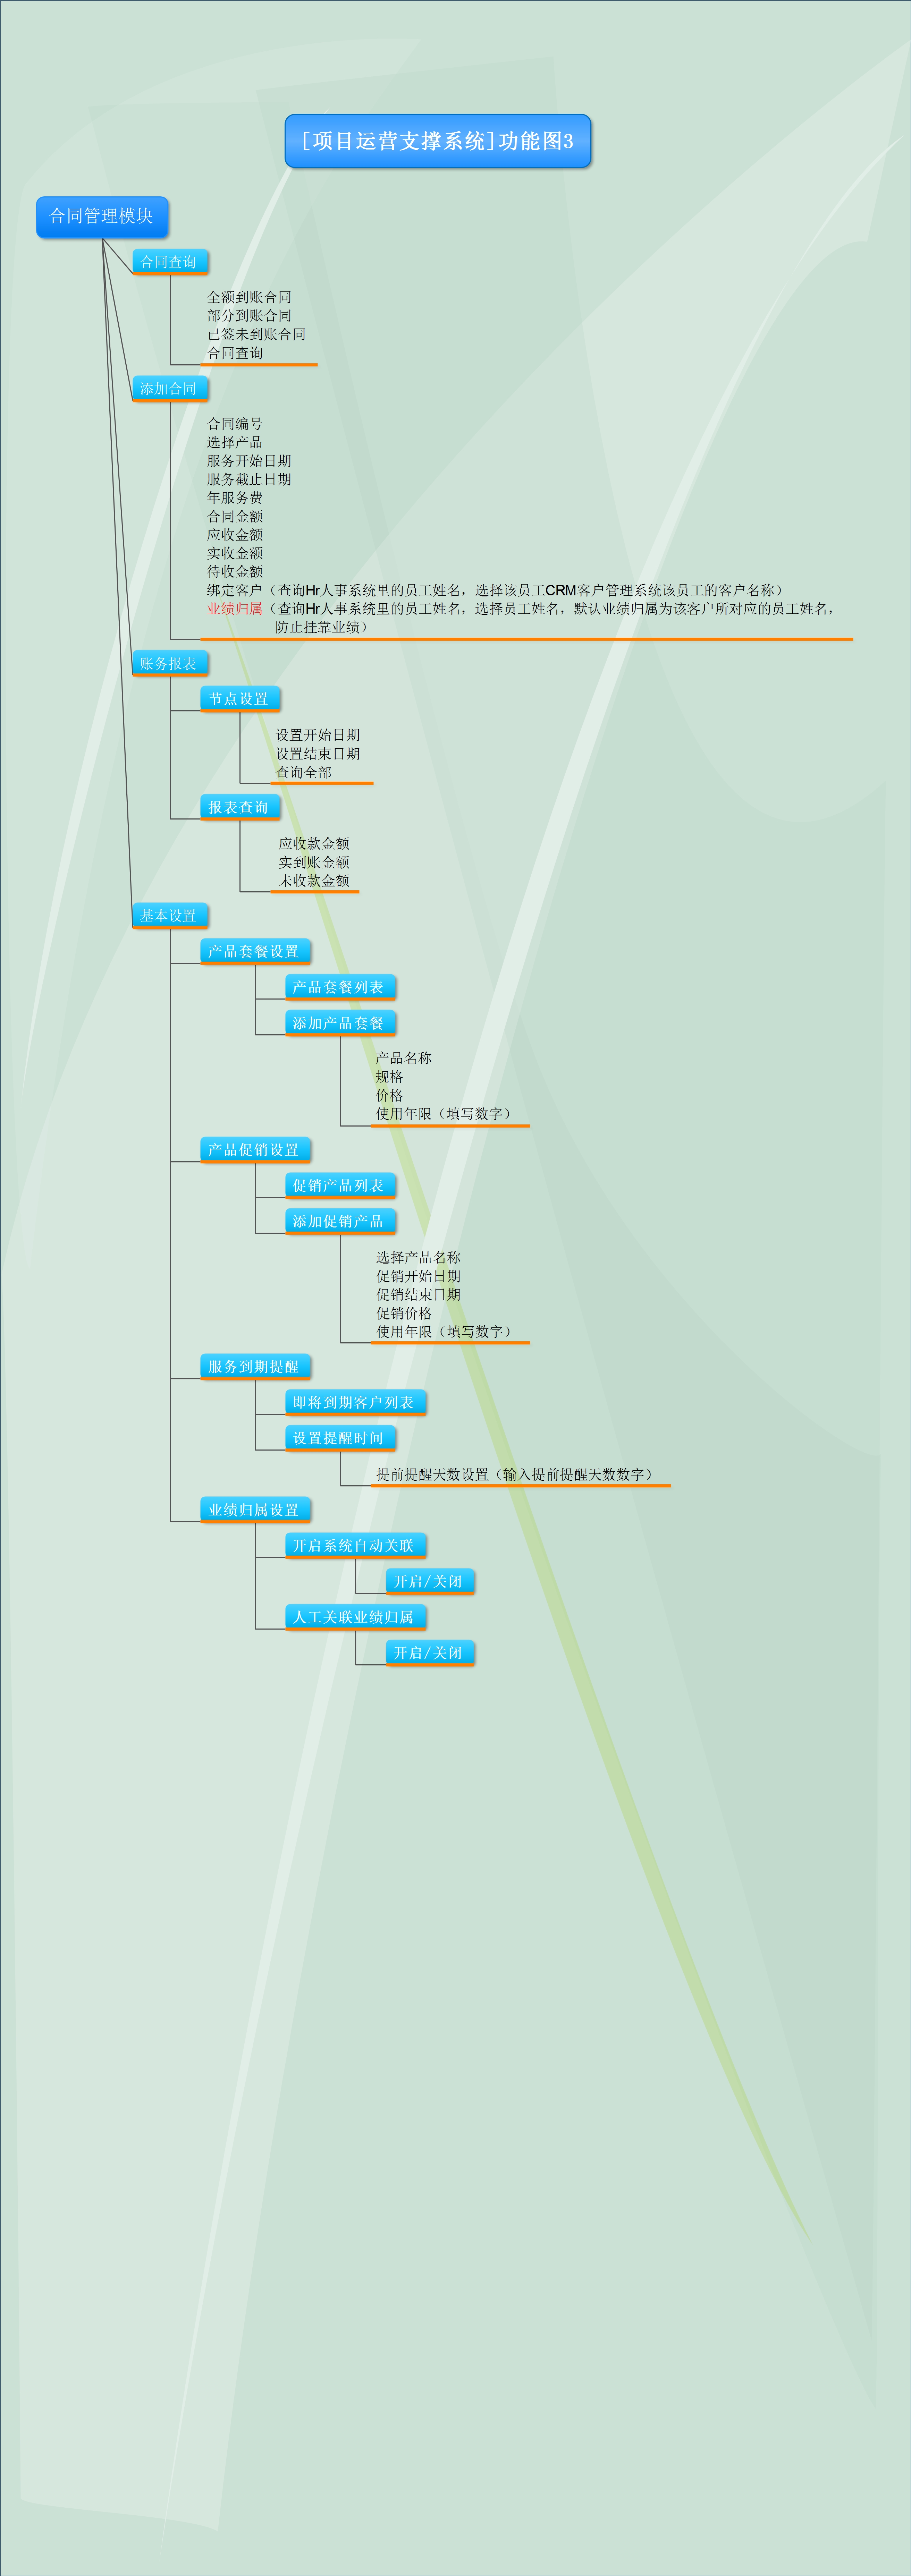 [项目运营支撑系统]功能图3
合同管理模块
合同查询
全额到账合同
部分到账合同
已签未到账合同
合同查询
添加合同
合同编号
选择产品
服务开始日期
服务截止日期
年服务费
合同金额
应收金额
实收金额
待收金额
绑定客户（查询Hr人事系统里的员工姓名，选择该员工CRM客户管理系统该员工的客户名称）
业绩归属（查询Hr人事系统里的员工姓名，选择员工姓名，默认业绩归属为该客户所对应的员工姓名，
防止挂靠业绩）
账务报表
节点设置
设置开始日期
设置结束日期
查询全部
报表查询
应收款金额
实到账金额
未收款金额
基本设置
产品套餐设置
产品套餐列表
添加产品套餐
产品名称
规格
价格
使用年限（填写数字）
产品促销设置
促销产品列表
添加促销产品
选择产品名称
促销开始日期
促销结束日期
促销价格
使用年限（填写数字）
服务到期提醒
即将到期客户列表
设置提醒时间
提前提醒天数设置（输入提前提醒天数数字）
业绩归属设置
开启系统自动关联
开启/关闭
人工关联业绩归属
开启/关闭